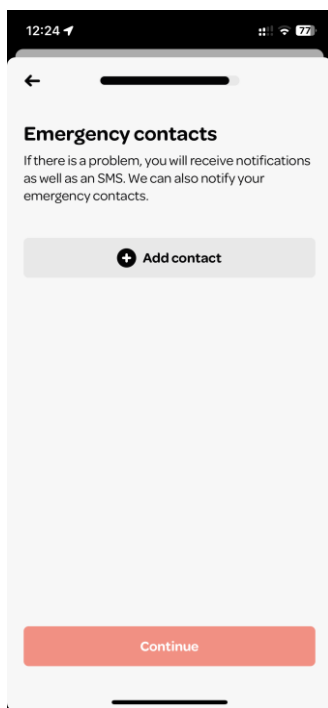 12:24
77
Emergency contacts
If there is a problem, you will receive notifications
as well as an SMS. We can also notify your
emergency contacts.
Add contact
Continue